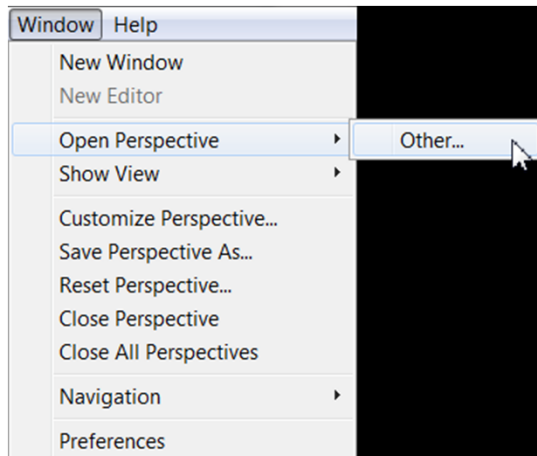 Window Help
New Window
New Editor
Open Perspective
Other...
Show View
Customize Perspective...
Save Perspective As...
Reset Perspective...
Close Perspective
Close All Perspectives
Navigation
Preferences